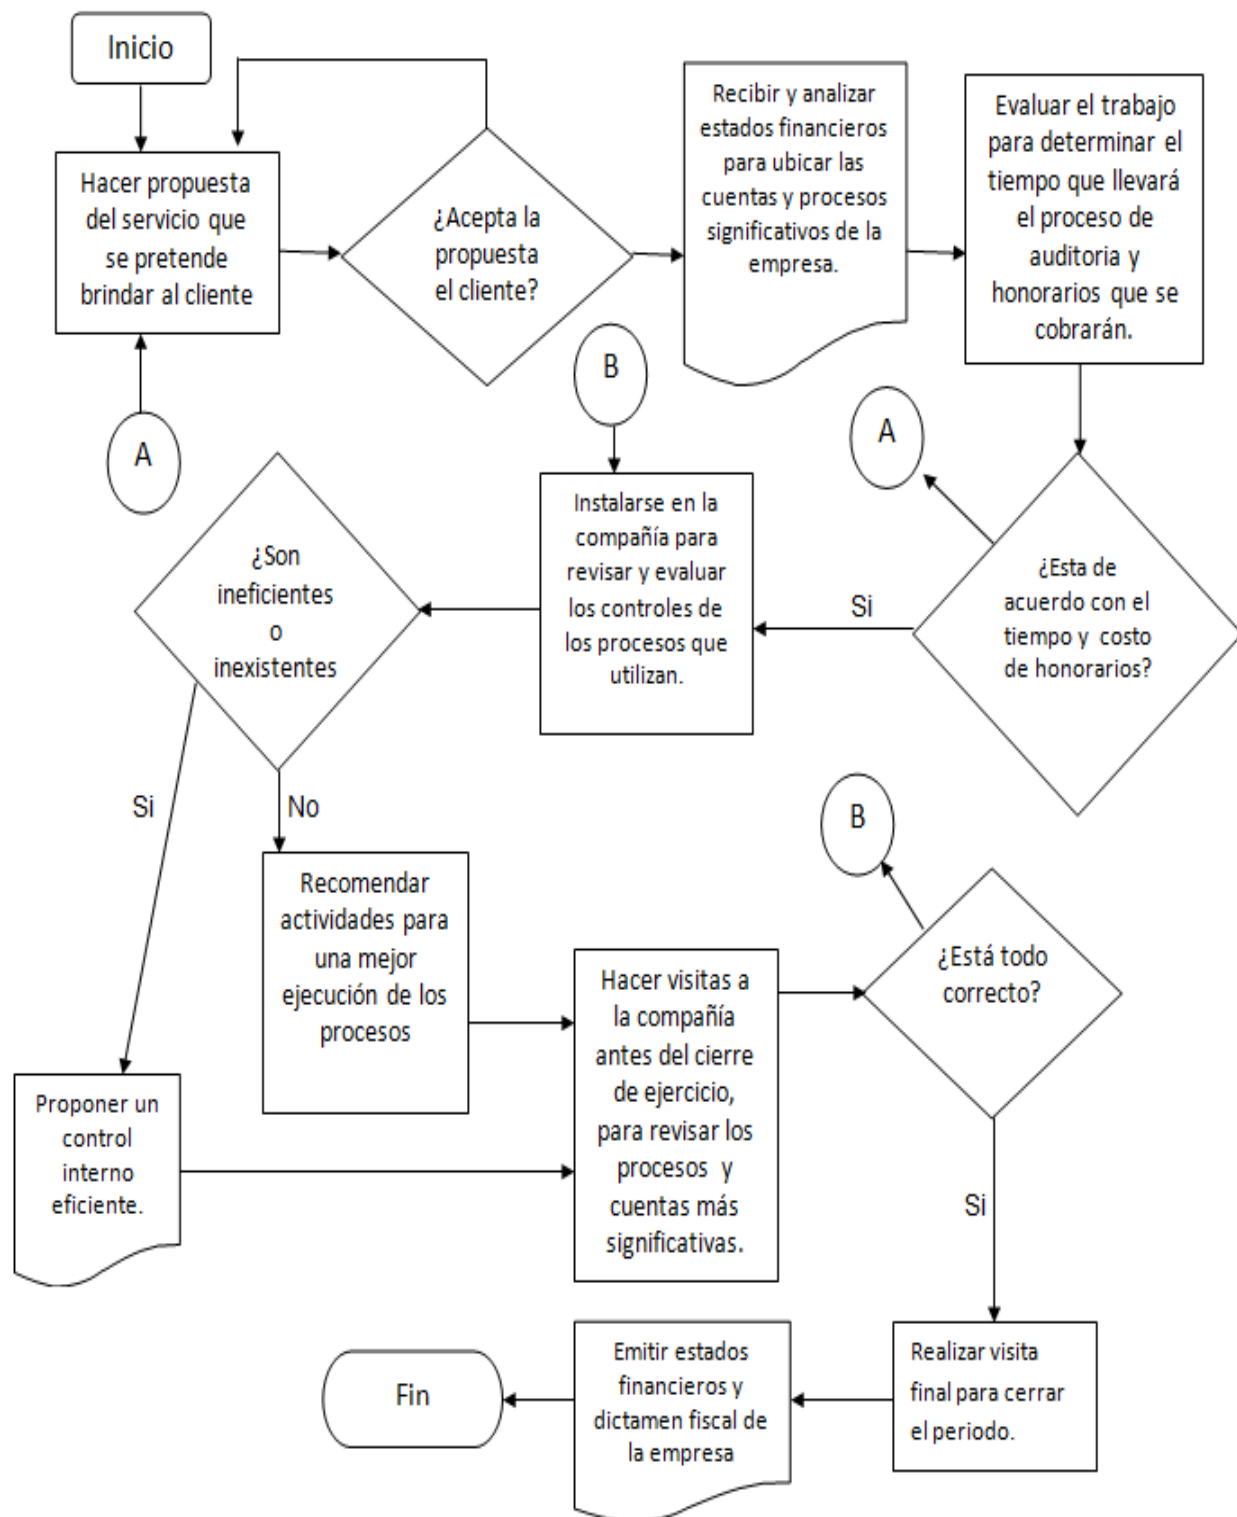 Inicio
Hacer propuesta
del servicio que
se pretende
brindar al cliente
¿Acepta la
propuesta
el cliente?
Recibir y analizar
estados financieros
para ubicar las
cuentas y procesos
significativos de la
empresa.
Evaluar el trabajo
para determinar el
tiempo que llevará
el proceso de
auditoria y
honorarios que se
cobrarán.
A
B
A
¿Son
ineficientes
o
inexistentes
Instalarse en la
compañía para
revisar y evaluar
los controles de
los procesos que
utilizan.
Si
¿Esta de
acuerdo con el
tiempo y costo
de honorarios?
Si
No
B
Recomendar
actividades para
una mejor
ejecución de los
procesos
Hacer visitas a
la compañía
antes del cierre
de ejercicio,
para revisar los
procesos y
cuentas más
significativas.
¿Está todo
correcto?
Proponer un
control
interno
eficiente.
Si
Fin
Emitir estados
financieros y
dictamen fiscal de
la empresa
Realizar visita
final para cerrar
el periodo.